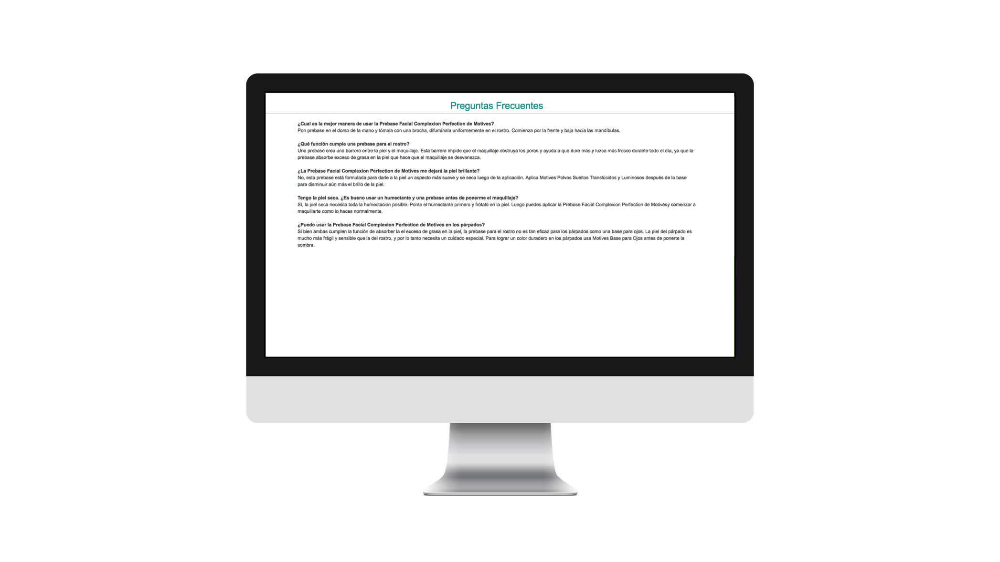 Preguntas Frecuentes
¿Cual es la mejor manera de usar la Prebase Facial Complexion Perfection de Motives?
Pon prebase en el dorso de la mano y tómala con una brocha, difumínala uniformemente en el rostro. Comienza por la frente y baja hacia las mandíbulas.
¿Qué función cumple una prebase para el rostro?
Una prebase crea una barrera entre la piel y el maquillaje. Esta barrera impide que el maquillaje obstruya los poros y ayuda a que dure más y luzca más fresco durante todo el día, ya que la
prebase absorbe exceso de grasa en la piel que hace que el maquillaje se desvanezca.
¿La Prebase Facial Complexion Perfection de Motives me dejará la piel brillante?
No, esta prebase está formulada para darle a la piel un aspecto más suave y se seca luego de la aplicación. Aplica Motives Polvos Sueltos Translúcidos y Luminosos después de la base
para disminuir aún más el brillo de la piel.
Tengo la piel seca. ¿Es bueno usar un humectante y una prebase antes de ponerme el maquillaje?
Sí, la piel seca necesita toda la humectación posible. Ponte el humectante primero y frótalo en la piel. Luego puedes aplicar la Prebase Facial Complexion Perfection de Motivesy comenzar a
maquillarte como lo haces normalmente.
¿Puedo usar la Prebase Facial Complexion Perfection de Motives en los párpados?
Si bien ambas cumplen la función de absorber la el exceso de grasa en la piel, la prebase para el rostro no es tan eficaz para los párpados como una base para ojos. La piel del párpado es
mucho más frágil y sensible que la del rostro, y por lo tanto necesita un cuidado especial. Para lograr un color duradero en los párpados usa Motives Base para Ojos antes de ponerte la
sombra.